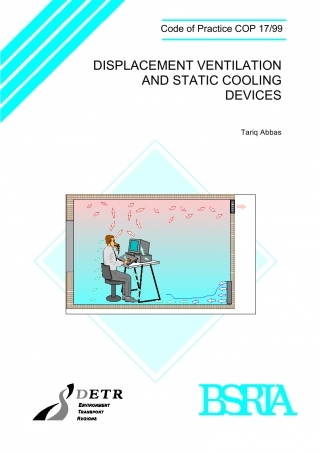 Code of Practice COP 17/99
DISPLACEMENT VENTILATION
AND STATIC COOLING
DEVICES
Tariq Abbas
DETR
ENVIRONMENT
TRANSPORT
REGIONS
BSRIA